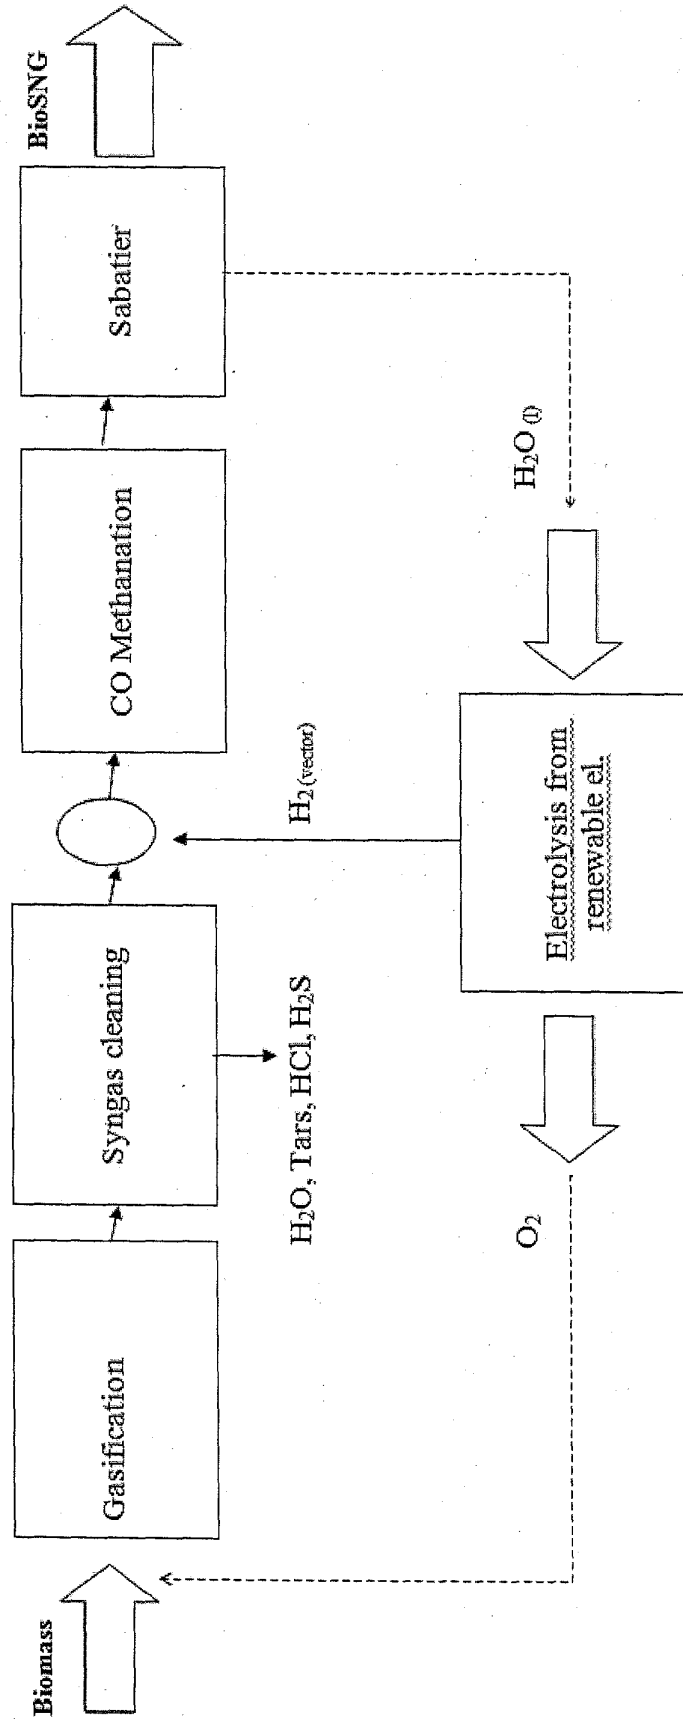 Biomass
Gasification
Syngas cleaning
CO Methanation
Sabatier
BioSNG
H₂O, Tars, HCl, H₂S
H₂(vector)
O₂
Electrolysis from
renewable el.
H₂O(l)